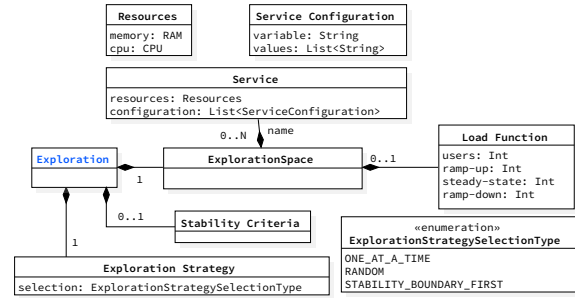 Resources
memory: RAM
cpu: CPU
Service Configuration
variable: String
values: List<String>
Service
resources: Resources
configuration: List<ServiceConfiguration>
0..N
name
Exploration
1
ExplorationSpace
0..1
Load Function
users: Int
ramp-up: Int
steady-state: Int
ramp-down: Int
0..1
Stability Criteria
1
Exploration Strategy
selection: ExplorationStrategySelectionType
«enumeration»
ExplorationStrategySelectionType
ONE_AT_A_TIME
RANDOM
STABILITY_BOUNDARY_FIRST